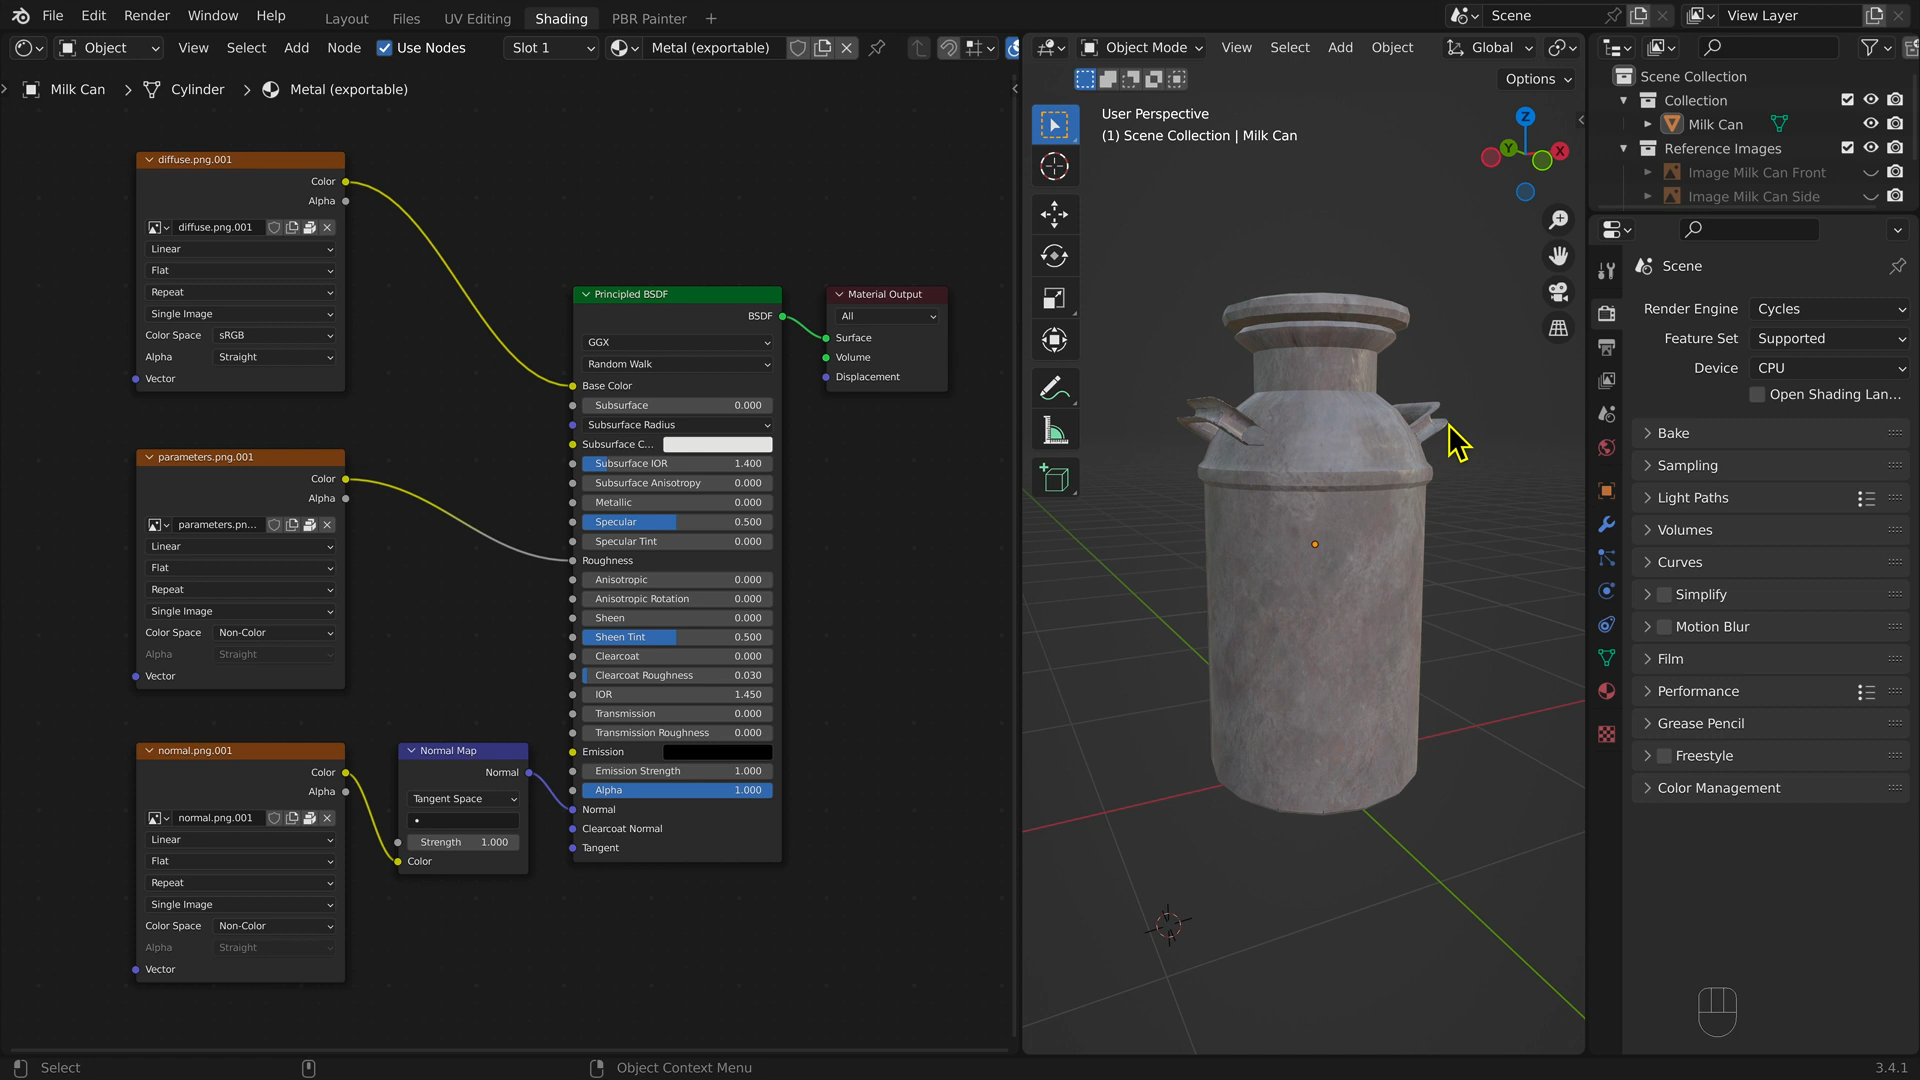 File Edit Render Window Help Layout Files UV Editing Shading PBR Painter + Scene View Layer
Object View Select Add Node Use Nodes Slot 1 Metal (exportable) Object Mode View Select Add Object Global
Milk Can > Cylinder > Metal (exportable)
Options
diffuse.png.001
Color
Alpha
diffuse.png.001
Linear
Flat
Repeat
Single Image
Color Space sRGB
Alpha Straight
Vector
parameters.png.001
Color
Alpha
parameters.pn...
Linear
Flat
Repeat
Single Image
Color Space Non-Color
Alpha Straight
Vector
normal.png.001
Color
Alpha
normal.png.001
Linear
Flat
Repeat
Single Image
Color Space Non-Color
Alpha Straight
Vector
Normal Map
Normal
Tangent Space
Strength 1.000
Color
Principled BSDF
BSDF
GGX
Random Walk
Base Color
Subsurface 0.000
Subsurface Radius
Subsurface C...
Subsurface IOR 1.400
Subsurface Anisotropy 0.000
Metallic 0.000
Specular 0.500
Specular Tint 0.000
Roughness
Anisotropic 0.000
Anisotropic Rotation 0.000
Sheen 0.000
Sheen Tint 0.500
Clearcoat 0.000
Clearcoat Roughness 0.030
IOR 1.450
Transmission 0.000
Transmission Roughness 0.000
Emission
Emission Strength 1.000
Alpha 1.000
Normal
Clearcoat Normal
Tangent
Material Output
All
Surface
Volume
Displacement
User Perspective
(1) Scene Collection | Milk Can
Z
Y
X
Scene Collection
Collection
Milk Can
Reference Images
Image Milk Can Front
Image Milk Can Side
Scene
Render Engine Cycles
Feature Set Supported
Device CPU
Open Shading Lan...
Bake
Sampling
Light Paths
Volumes
Curves
Simplify
Motion Blur
Film
Performance
Grease Pencil
Freestyle
Color Management
Select Object Context Menu 3.4.1